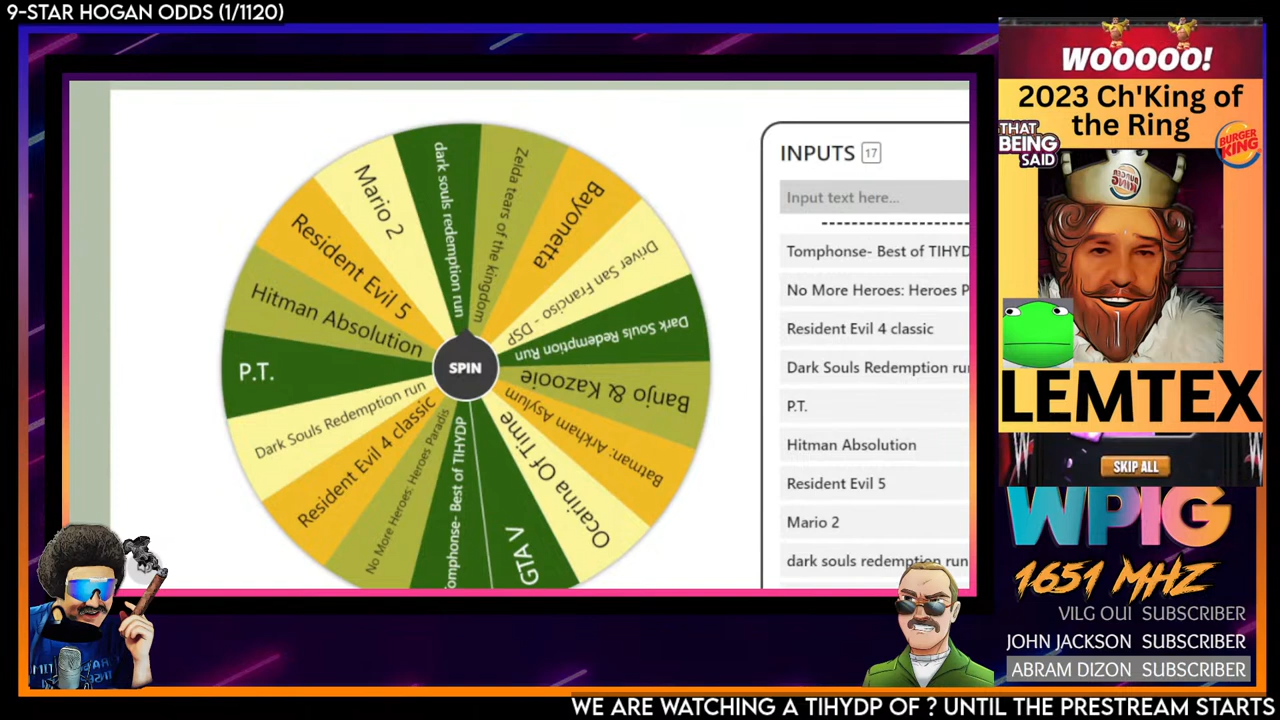 9-STAR HOGAN ODDS (1/1120)
WOOOOO!
2023 Ch'King of
the Ring
THAT
BEING
SAID
BURGER
KING
LEMTEX
SKIP ALL
WPIG
1651 MHZ
VILG OUI SUBSCRIBER
JOHN JACKSON SUBSCRIBER
ABRAM DIZON SUBSCRIBER
INPUTS 17
Input text here...
Tomphonse- Best of TIHYD
No More Heroes: Heroes P
Resident Evil 4 classic
Dark Souls Redemption ru
P.T.
Hitman Absolution
Resident Evil 5
Mario 2
dark souls redemption run
SPIN
dark souls redemption run
Zelda tears of the kingdom
Bayonetta
Driver San Franciso - DSP
Dark Souls Redemption Run
Banjo & Kazooie
Batman: Arkham Asylum
Ocarina Of Time
GTA V
omphonse- Best of TIHYDP
No More Heroes: Heroes Paradis
Resident Evil 4 classic
Dark Souls Redemption run
P.T.
Hitman Absolution
Resident Evil 5
Mario 2
WE ARE WATCHING A TIHYDP OF ? UNTIL THE PRESTREAM STARTS